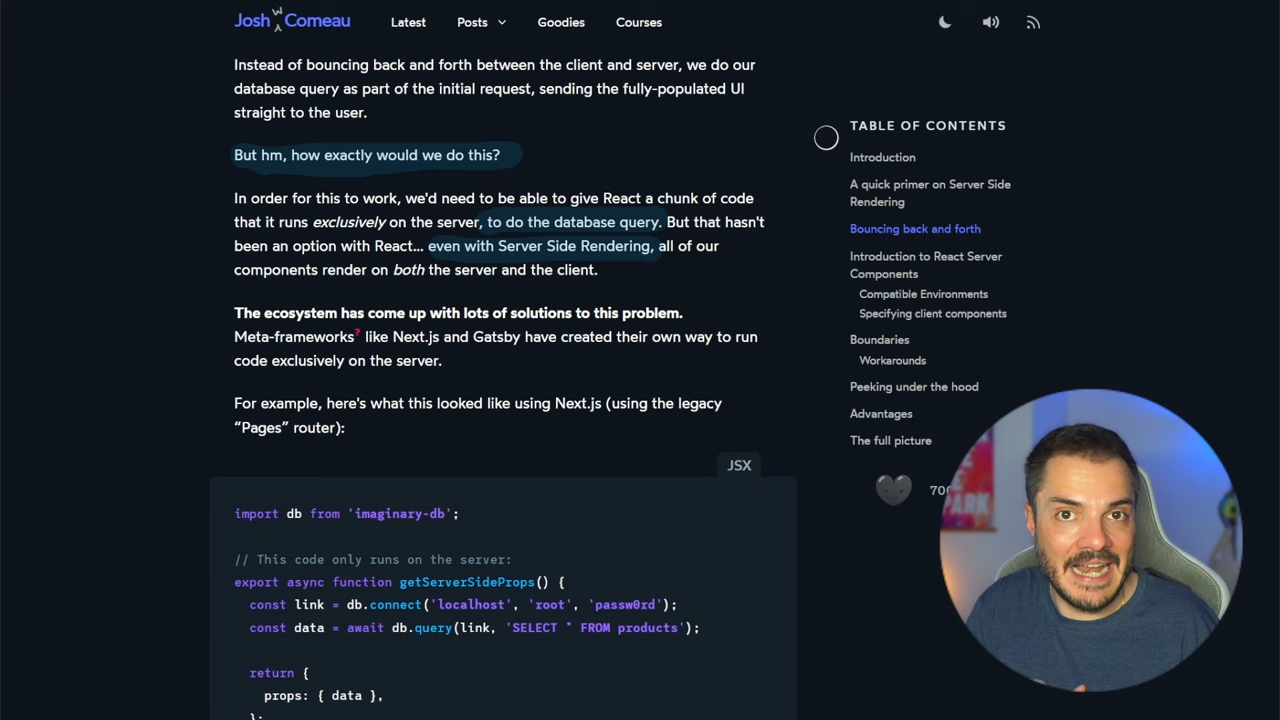 Josh W Comeau
Latest
Posts
Goodies
Courses
Instead of bouncing back and forth between the client and server, we do our
database query as part of the initial request, sending the fully-populated UI
straight to the user.
But hm, how exactly would we do this?
In order for this to work, we'd need to be able to give React a chunk of code
that it runs exclusively on the server, to do the database query. But that hasn't
been an option with React... even with Server Side Rendering, all of our
components render on both the server and the client.
The ecosystem has come up with lots of solutions to this problem.
Meta-frameworks? like Next.js and Gatsby have created their own way to run
code exclusively on the server.
For example, here's what this looked like using Next.js (using the legacy
“Pages” router):
JSX
import db from 'imaginary-db';
// This code only runs on the server:
export async function getServerSideProps() {
const link = db.connect('localhost', 'root', 'passw0rd');
const data = await db.query(link, 'SELECT * FROM products');
return {
props: { data },
};
TABLE OF CONTENTS
Introduction
A quick primer on Server Side
Rendering
Bouncing back and forth
Introduction to React Server
Components
Compatible Environments
Specifying client components
Boundaries
Workarounds
Peeking under the hood
Advantages
The full picture